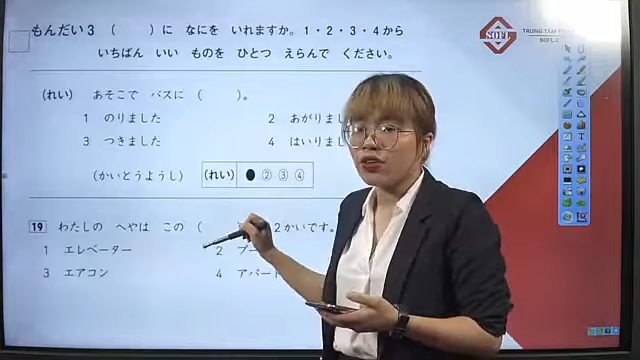 もんだい3 (　　)に なにを いれますか。1・2・3・4から
いちばん いい ものを ひとつ えらんで ください。
SOFL
TRUNG TÂM
SOFL
(れい) あそこで バスに (　　)。
1 のりました
2 あがりまし
3 つきました
4 はいりまし
(かいとうようし) (れい) ② ③ ④
19 わたしの へやは この (　　) 2かいです。
1 エレベーター
2 プー
3 エアコン
4 アパート